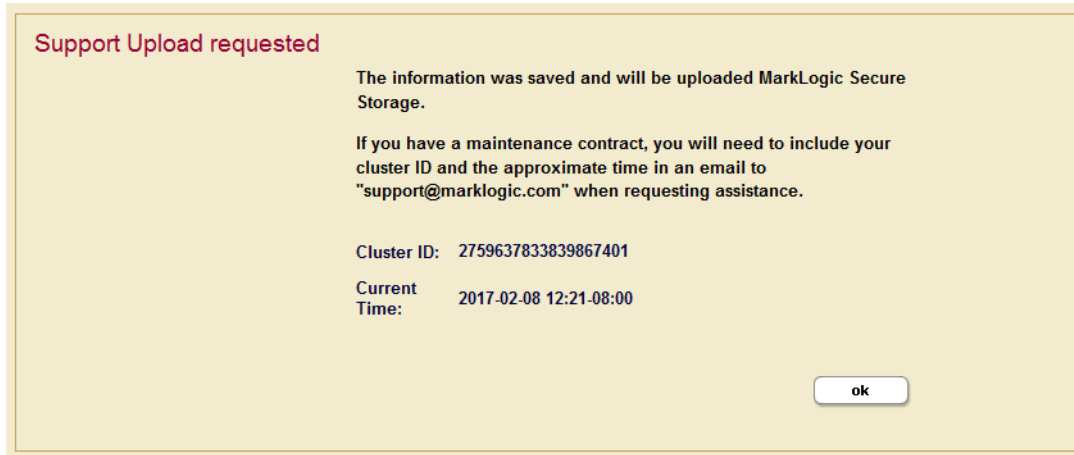 Support Upload requested
The information was saved and will be uploaded MarkLogic Secure
Storage.
If you have a maintenance contract, you will need to include your
cluster ID and the approximate time in an email to
"support@marklogic.com" when requesting assistance.
Cluster ID: 2759637833839867401
Current
Time: 2017-02-08 12:21-08:00
ok